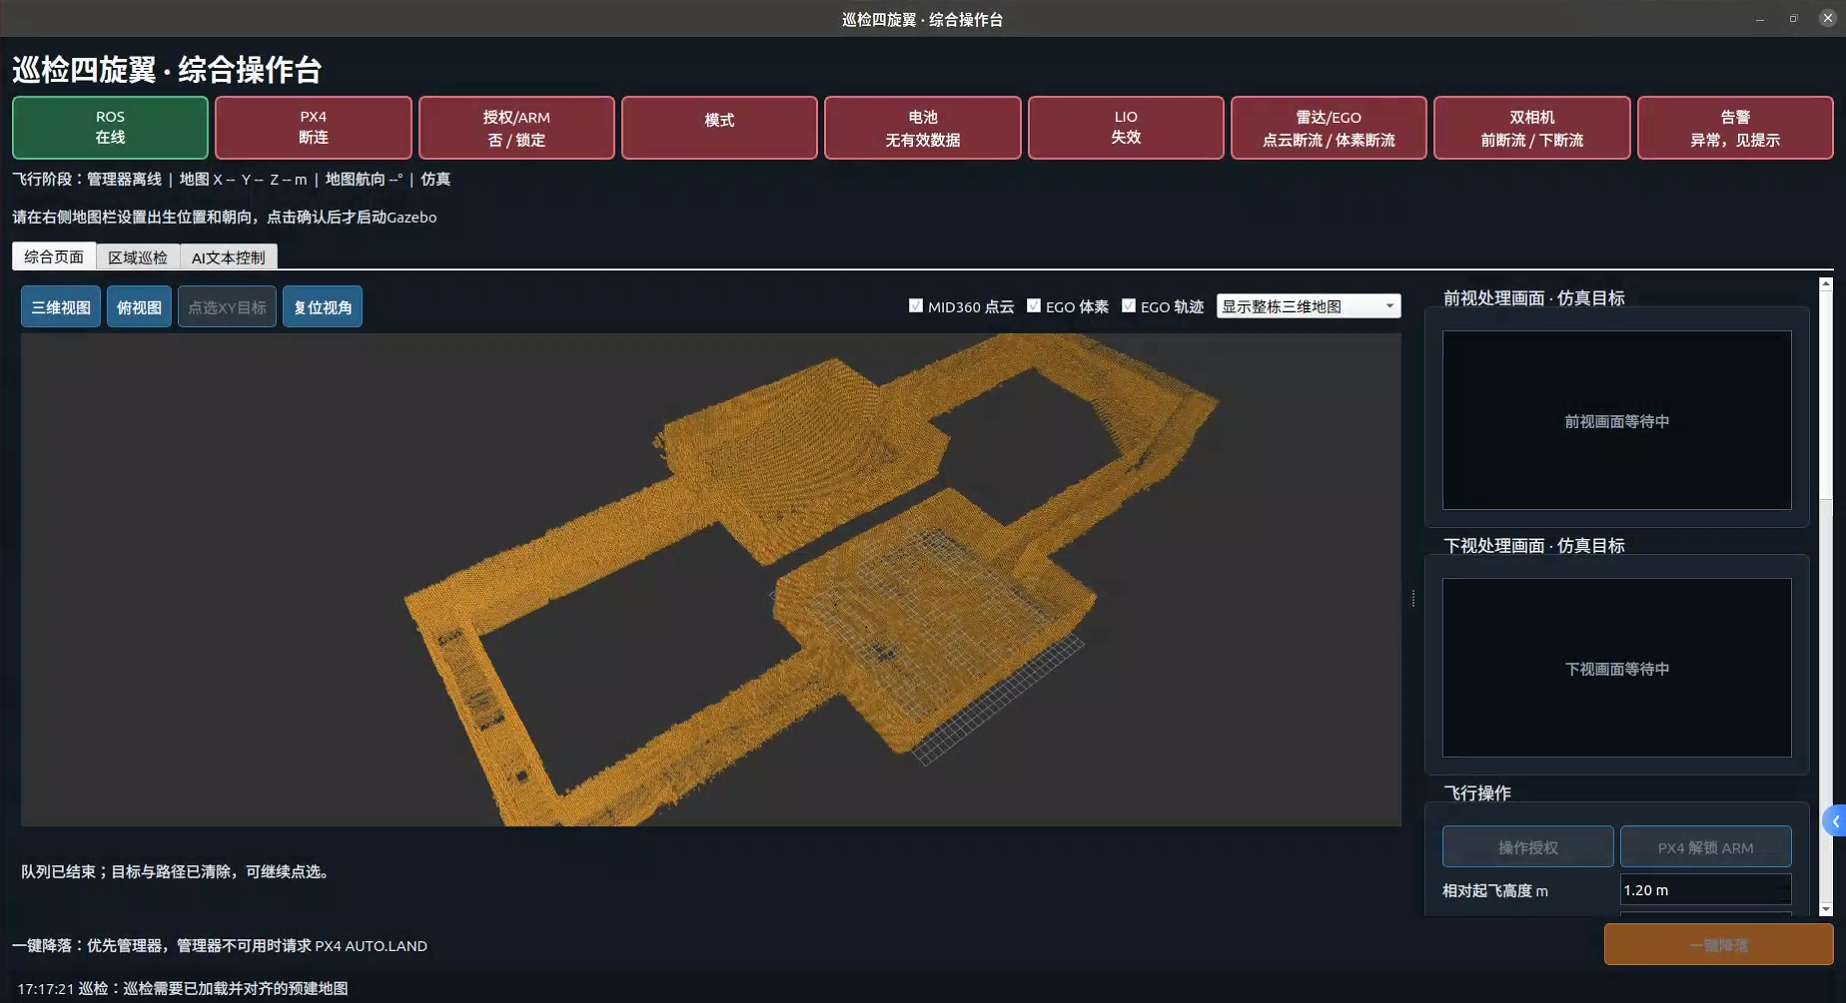 巡检四旋翼 · 综合操作台
巡检四旋翼 · 综合操作台
ROS
在线
PX4
断连
授权/ARM
否 / 锁定
模式
电池
无有效数据
LIO
失效
雷达/EGO
点云断流 / 体素断流
双相机
前断流 / 下断流
告警
异常，见提示
飞行阶段：管理器离线 | 地图 X -- Y -- Z -- m | 地图航向 --° | 仿真
请在右侧地图栏设置出生位置和朝向，点击确认后才启动Gazebo
综合页面 区域巡检 AI文本控制
三维视图 俯视图 点选XY目标 复位视角 MID360 点云 EGO 体素 EGO 轨迹 显示整栋三维地图
前视处理画面 · 仿真目标
前视画面等待中
下视处理画面 · 仿真目标
下视画面等待中
飞行操作
操作授权 PX4 解锁 ARM
相对起飞高度 m 1.20 m
队列已结束；目标与路径已清除，可继续点选。
一键降落：优先管理器，管理器不可用时请求 PX4 AUTO.LAND
一键降落
17:17:21 巡检：巡检需要已加载并对齐的预建地图